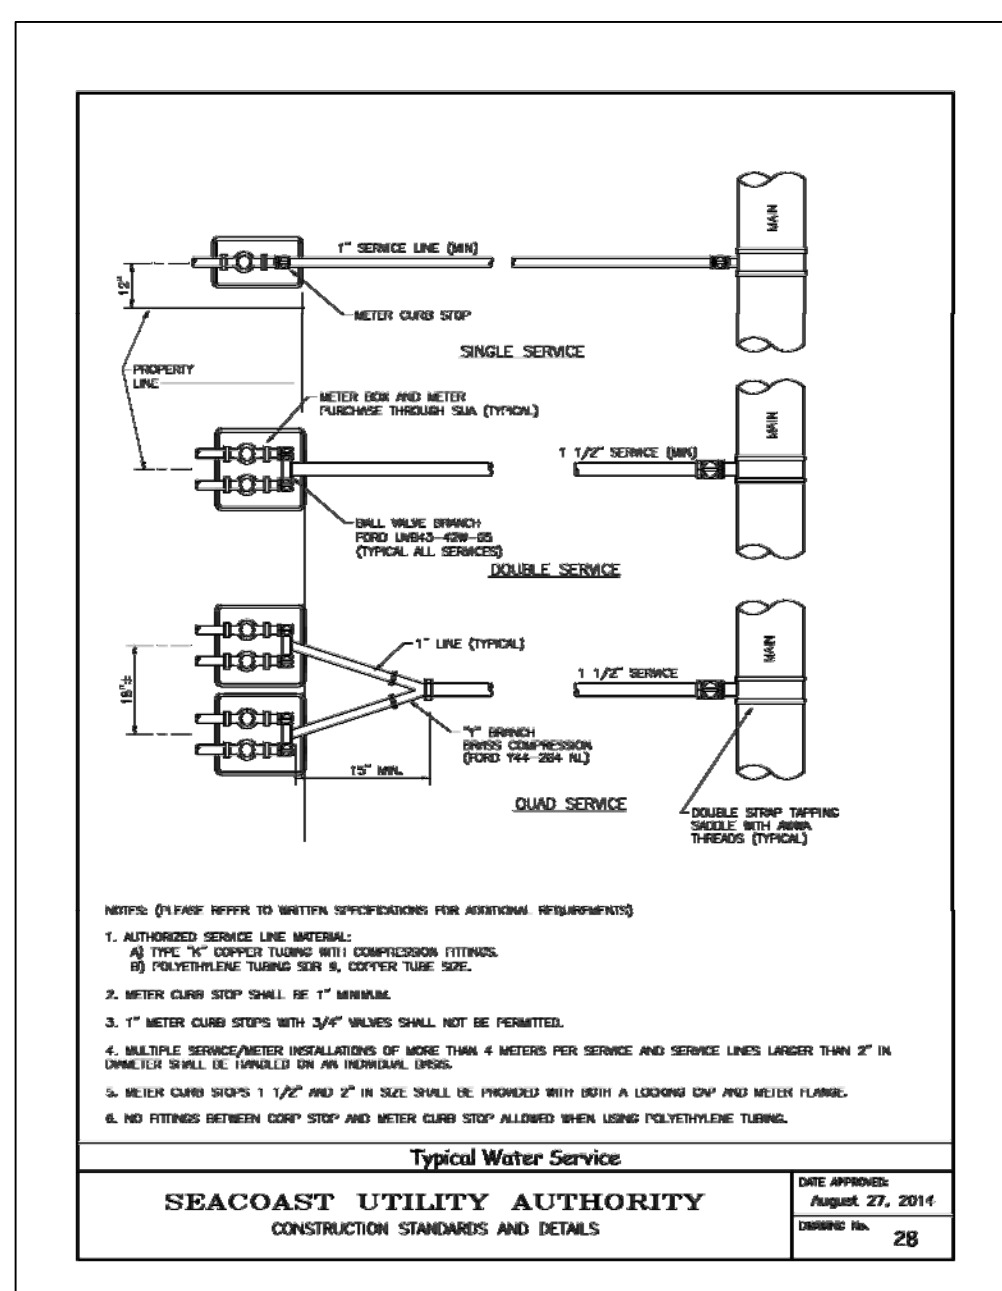 MAIN
1" SERVICE LINE (MIN)
12"
METER CURB STOP
SINGLE SERVICE
PROPERTY
LINE
METER BOX AND METER
PURCHASE THROUGH SUA (TYPICAL)
MAIN
1 1/2" SERVICE (MIN)
BALL VALVE BRANCH
FORD
(TYPICAL ALL SERVICES)
DOUBLE SERVICE
MAIN
1" LINE (TYPICAL)
1 1/2" SERVICE
18"±
"Y" BRANCH
BRASS COMPRESSION
(FORD Y44-264 NL)
15" MIN.
QUAD SERVICE
DOUBLE STRAP TAPPING
SADDLE WITH AWWA
THREADS (TYPICAL)
NOTES: (PLEASE REFER TO WRITTEN SPECIFICATIONS FOR ADDITIONAL REQUIREMENTS)
1. AUTHORIZED SERVICE LINE MATERIAL:
A) TYPE "K" COPPER TUBING WITH COMPRESSION FITTINGS.
B) POLYETHYLENE TUBING SDR 9, COPPER TUBE SIZE.
2. METER CURB STOP SHALL BE 1" MINIMUM.
3. 1" METER CURB STOPS WITH 3/4" VALVES SHALL NOT BE PERMITTED.
4. MULTIPLE SERVICE/METER INSTALLATIONS OF MORE THAN 4 METERS PER SERVICE AND SERVICE LINES LARGER THAN 2" IN
DIAMETER SHALL BE HANDLED ON AN INDIVIDUAL BASIS.
5. METER CURB STOPS 1 1/2" AND 2" IN SIZE SHALL BE PROVIDED WITH BOTH A LOCKING CAP AND METER FLANGE.
6. NO FITTINGS BETWEEN CORP STOP AND METER CURB STOP ALLOWED WHEN USING POLYETHYLENE TUBING.
Typical Water Service
SEACOAST UTILITY AUTHORITY
CONSTRUCTION STANDARDS AND DETAILS
DATE APPROVED:
August 27, 2014
DRAWING No.
28